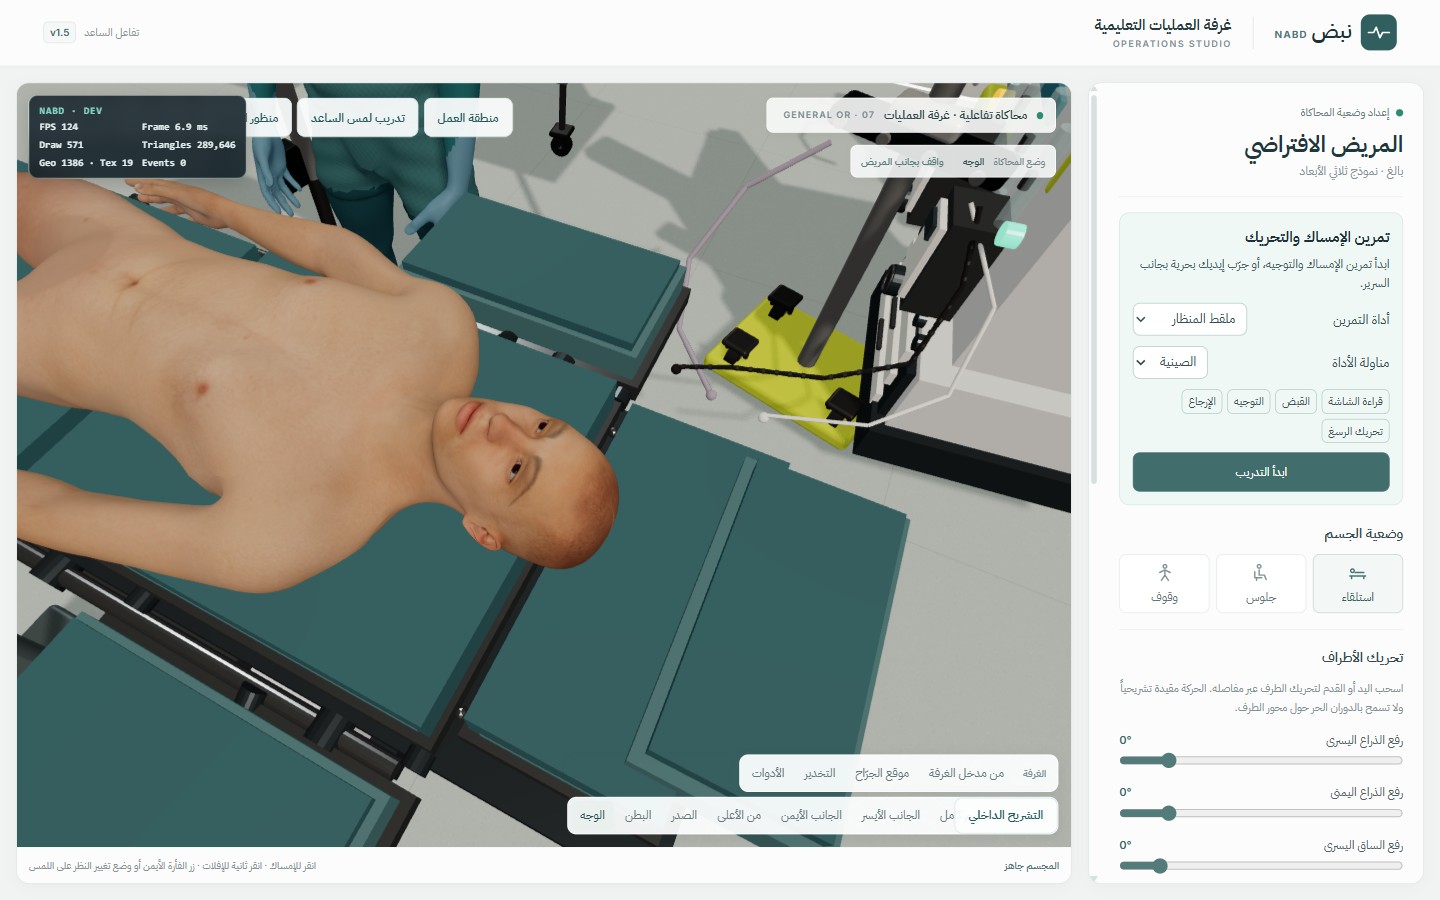 نبض NABD
غرفة العمليات التعليمية
OPERATIONS STUDIO
تفاعل الساعد v1.5
إعداد وضعية المحاكاة
المريض الافتراضي
بالغ · نموذج ثلاثي الأبعاد
تمرين الإمساك والتحريك
ابدأ تمرين الإمساك والتوجيه، أو جرّب إيديك بحرية بجانب
السرير.
أداة التمرين ملقط المنظار
مناولة الأداة الصينية
قراءة الشاشة القبض التوجيه الإرجاع
تحريك الرسغ
ابدأ التدريب
وضعية الجسم
استلقاء جلوس وقوف
تحريك الأطراف
اسحب اليد أو القدم لتحريك الطرف عبر مفاصله. الحركة مقيدة تشريحياً
ولا تسمح بالدوران الحر حول محور الطرف.
رفع الذراع اليسرى 0°
رفع الذراع اليمنى 0°
رفع الساق اليسرى 0°
محاكاة تفاعلية · غرفة العمليات GENERAL OR · 07
وضع المحاكاة الوجه واقف بجانب المريض
منطقة العمل تدريب لمس الساعد منظور
NABD · DEV
FPS 124 Frame 6.9 ms
Draw 571 Triangles 289,646
Geo 1386 · Tex 19 Events 0
الغرفة من مدخل الغرفة موقع الجرّاح التخدير الأدوات
التشريح الداخلي الجانب الأيسر الجانب الأيمن من الأعلى الصدر البطن الوجه
المجسم جاهز
انقر للإمساك · انقر ثانية للإفلات · زر الفأرة الأيمن أو وضع تغيير النظر على اللمس